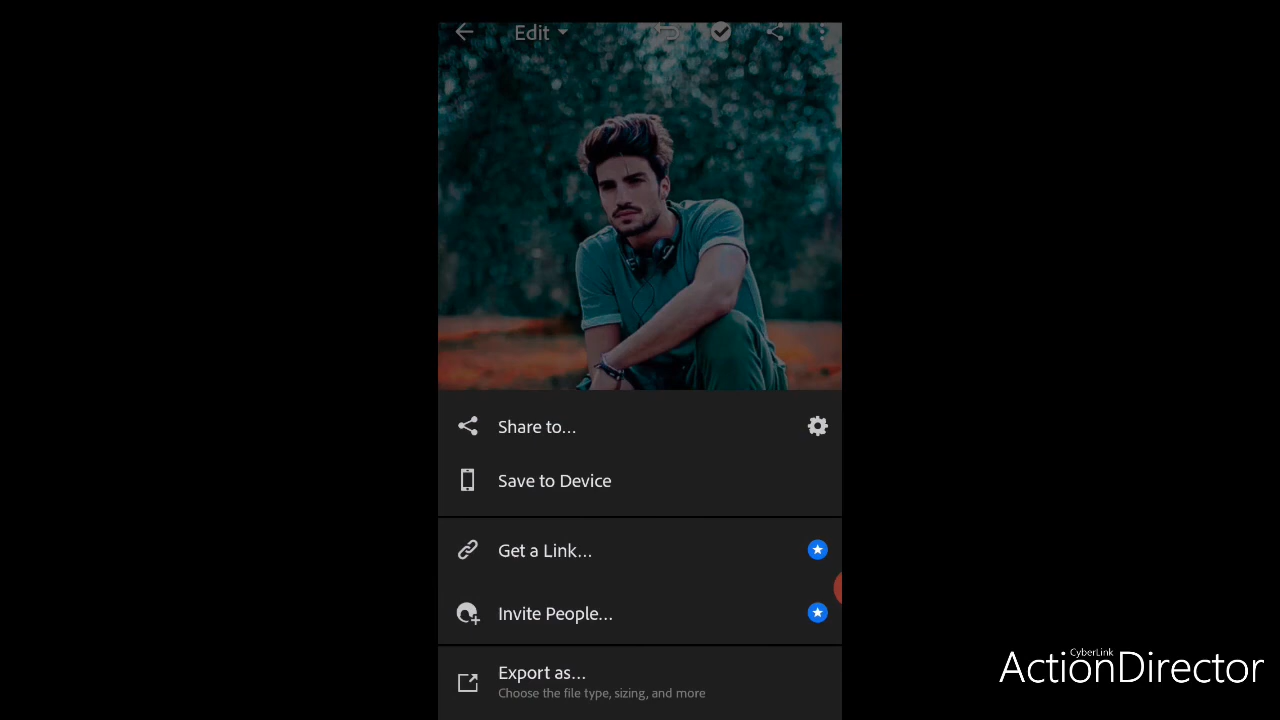 Edit
Share to...
Save to Device
Get a Link...
Invite People...
Export as...
Choose the file type, sizing, and more
CyberLink
ActionDirector